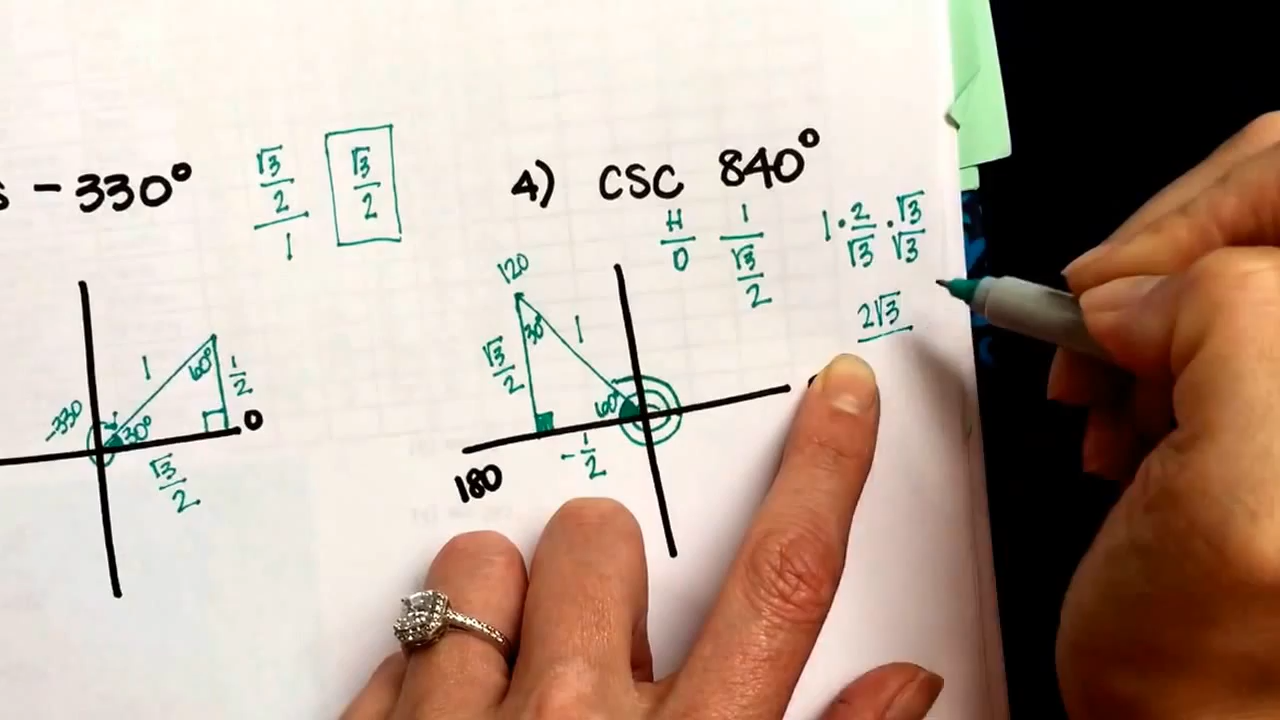 s -330°
√3/2 / 1
√3/2
-330
1
60°
1/2
30°
0
√3/2
4) CSC 840°
H/O
1 / √3/2
1 · 2/√3 · √3/√3
2√3
120
30°
1
√3/2
60°
-1/2
180